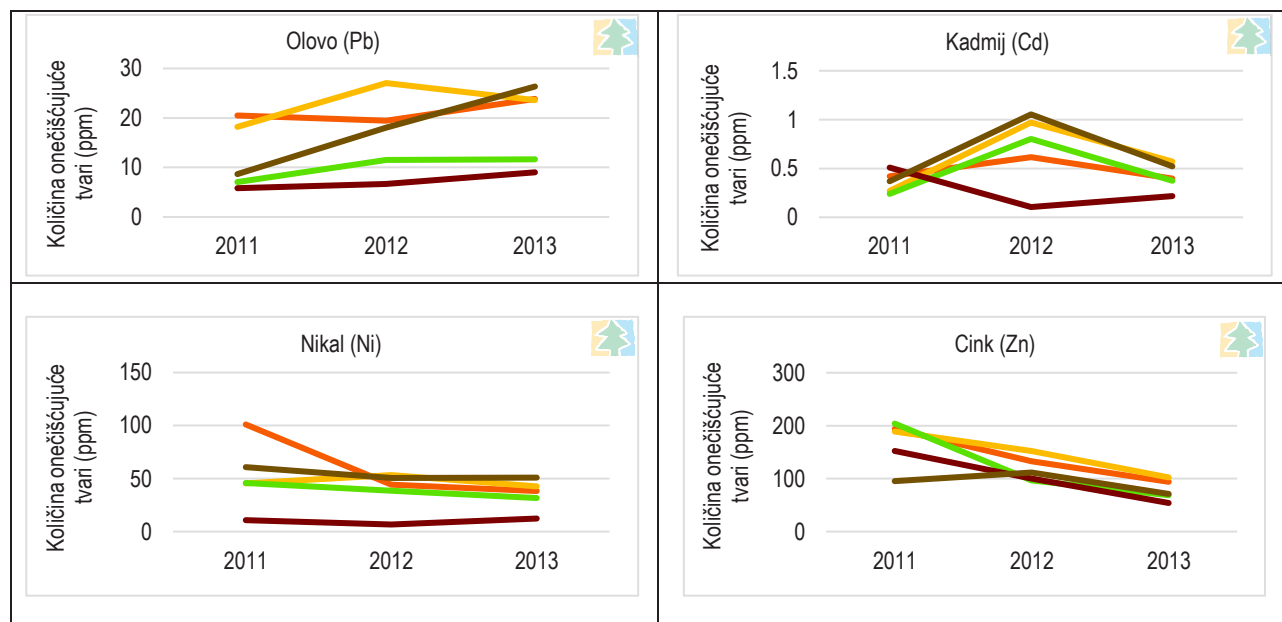 Olovo (Pb)
Količina onečišćujuće
tvari (ppm)
30
20
10
0
2011 2012 2013
Kadmij (Cd)
Količina onečišćujuće
tvari (ppm)
1.5
1
0.5
0
2011 2012 2013
Nikal (Ni)
Količina onečišćujuće
tvari (ppm)
150
100
50
0
2011 2012 2013
Cink (Zn)
Količina onečišćujuće
tvari (ppm)
300
200
100
0
2011 2012 2013